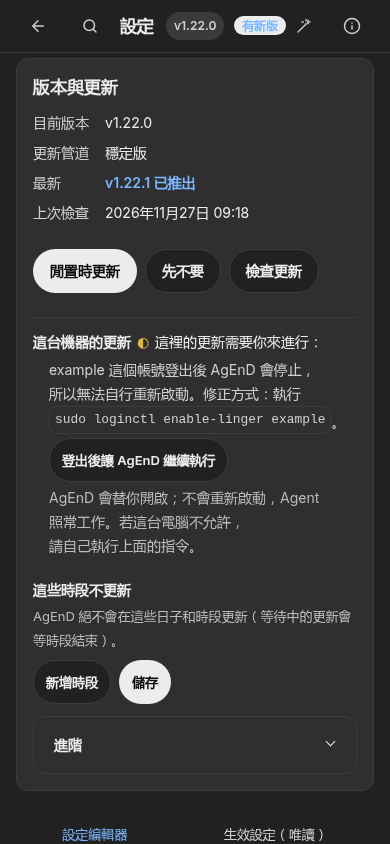 設定 v1.22.0 有新版
版本與更新
目前版本 v1.22.0
更新管道 穩定版
最新 v1.22.1 已推出
上次檢查 2026年11月27日 09:18
閒置時更新 先不要 檢查更新
這台機器的更新 這裡的更新需要你來進行：
example 這個帳號登出後 AgEnD 會停止，
所以無法自行重新啟動。修正方式：執行
sudo loginctl enable-linger example。
登出後讓 AgEnD 繼續執行
AgEnD 會替你開啟；不會重新啟動，Agent
照常工作。若這台電腦不允許，
請自己執行上面的指令。
這些時段不更新
AgEnD 絕不會在這些日子和時段更新（等待中的更新會
等時段結束）。
新增時段 儲存
進階
設定編輯器 生效設定（唯讀）